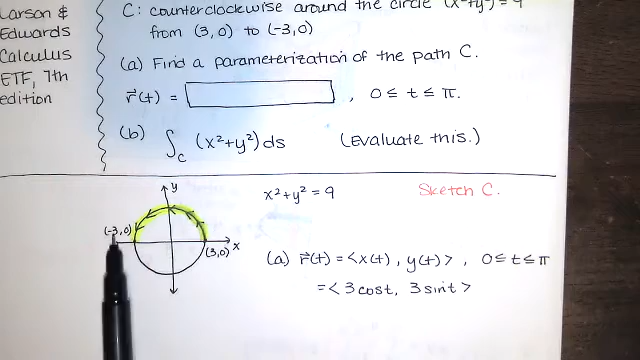 Larson &
Edwards
Calculus
ETF, 7th
edition
C: counterclockwise around the circle (x²+y²) = 9
from (3,0) to (-3,0)
(a) Find a parameterization of the path C.
r⃗(t) = , 0 ≤ t ≤ π.
(b) ∫_C (x²+y²) ds (Evaluate this.)
y
x²+y² = 9
Sketch C.
(-3,0)
x
(3,0)
(a) r⃗(t) = <x(t), y(t)>, 0 ≤ t ≤ π
= <3cost, 3sint>